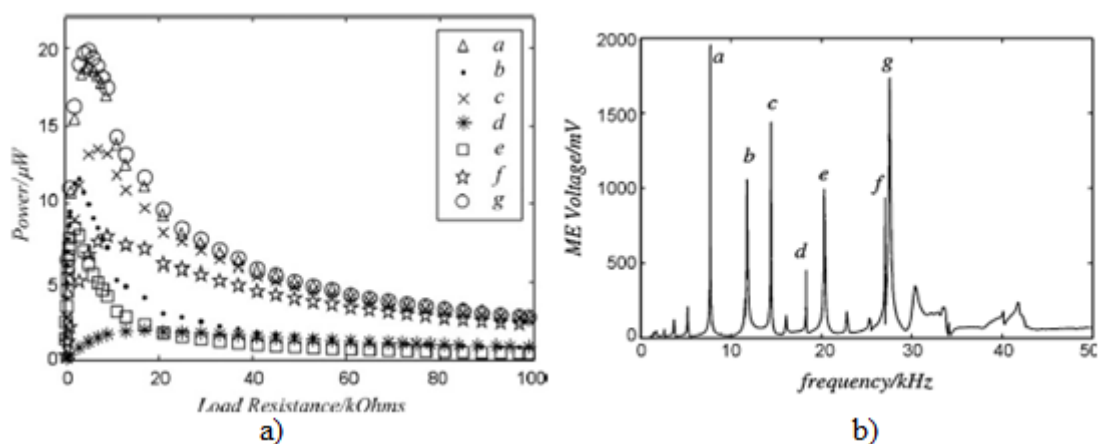 20
15
10
5
0
Power/μW
0 20 40 60 80 100
Load Resistance/kOhms
a
b
c
d
e
f
g
a)
2000
1500
1000
500
0
ME Voltage/mV
a
b
c
d
e
f
g
0 10 20 30 40 50
frequency/kHz
b)